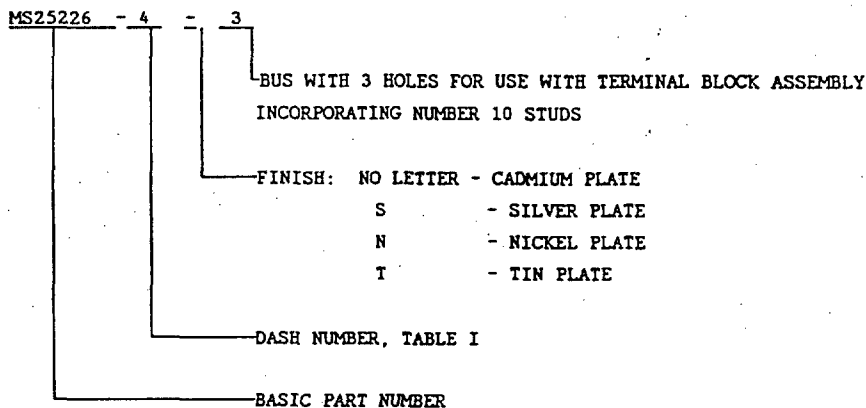 MS25226 - 4 - 3
BUS WITH 3 HOLES FOR USE WITH TERMINAL BLOCK ASSEMBLY
INCORPORATING NUMBER 10 STUDS
FINISH: NO LETTER - CADMIUM PLATE
S - SILVER PLATE
N - NICKEL PLATE
T - TIN PLATE
DASH NUMBER, TABLE I
BASIC PART NUMBER